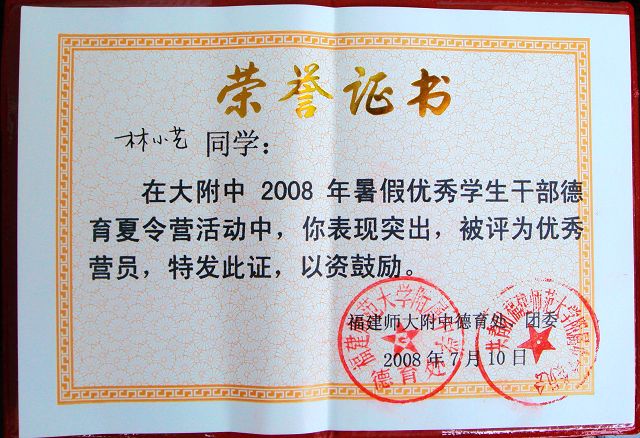 荣誉证书
林小艺 同学：
在大附中 2008 年暑假优秀学生干部德
育夏令营活动中，你表现突出，被评为优秀
营员，特发此证，以资鼓励。
福建师大附中德育处 团委
2008 年 7 月 10 日
德育处